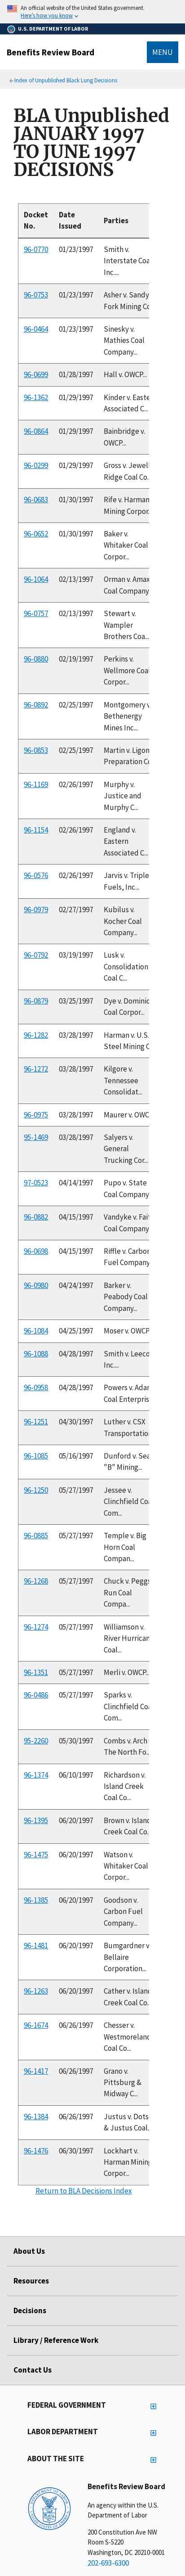 An official website of the United States government.
Here's how you know
U.S. DEPARTMENT OF LABOR
Benefits Review Board
MENU
Index of Unpublished Black Lung Decisions
BLA Unpublished
JANUARY 1997
TO JUNE 1997
DECISIONS
Docket No. Date Issued Parties
96-0770 01/23/1997 Smith v. Interstate Coa Inc....
96-0753 01/23/1997 Asher v. Sandy Fork Mining Co
96-0464 01/23/1997 Sinesky v. Mathies Coal Company...
96-0699 01/28/1997 Hall v. OWCP...
96-1362 01/29/1997 Kinder v. Easte Associated C...
96-0864 01/29/1997 Bainbridge v. OWCP...
96-0299 01/29/1997 Gross v. Jewell Ridge Coal Co.
96-0683 01/30/1997 Rife v. Harman Mining Corpor.
96-0652 01/30/1997 Baker v. Whitaker Coal Corpor...
96-1064 02/13/1997 Orman v. Amax Coal Company
96-0757 02/13/1997 Stewart v. Wampler Brothers Coa...
96-0880 02/19/1997 Perkins v. Wellmore Coal Corpor...
96-0892 02/25/1997 Montgomery v Bethenergy Mines Inc...
96-0853 02/25/1997 Martin v. Ligon Preparation Co
96-1169 02/26/1997 Murphy v. Justice and Murphy C...
96-1154 02/26/1997 England v. Eastern Associated C...
96-0576 02/26/1997 Jarvis v. Triple Fuels, Inc...
96-0979 02/27/1997 Kubilus v. Kocher Coal Company...
96-0792 03/19/1997 Lusk v. Consolidation Coal C...
96-0879 03/25/1997 Dye v. Dominic Coal Corpor...
96-1282 03/28/1997 Harman v. U.S. Steel Mining C
96-1272 03/28/1997 Kilgore v. Tennessee Consolidat...
96-0975 03/28/1997 Maurer v. OWC
95-1469 03/28/1997 Salyers v. General Trucking Cor...
97-0523 04/14/1997 Pupo v. State Coal Company
96-0882 04/15/1997 Vandyke v. Fai Coal Company
96-0698 04/15/1997 Riffle v. Carbon Fuel Company
96-0980 04/24/1997 Barker v. Peabody Coal Company...
96-1084 04/25/1997 Moser v. OWCP
96-1088 04/28/1997 Smith v. Leeco Inc....
96-0958 04/28/1997 Powers v. Adar Coal Enterpris
96-1251 04/30/1997 Luther v. CSX Transportation
96-1085 05/16/1997 Dunford v. Sea "B" Mining...
96-1250 05/27/1997 Jessee v. Clinchfield Coa Com...
96-0885 05/27/1997 Temple v. Big Horn Coal Compan...
96-1268 05/27/1997 Chuck v. Peggs Run Coal Compa...
96-1274 05/27/1997 Williamson v. River Hurrican Coal...
96-1351 05/27/1997 Merli v. OWCP..
96-0486 05/27/1997 Sparks v. Clinchfield Coa Com...
95-2260 05/30/1997 Combs v. Arch The North Fo..
96-1374 06/10/1997 Richardson v. Island Creek Coal Co...
96-1395 06/20/1997 Brown v. Island Creek Coal Co.
96-1475 06/20/1997 Watson v. Whitaker Coal Corpor...
96-1385 06/20/1997 Goodson v. Carbon Fuel Company...
96-1481 06/20/1997 Bumgardner v Bellaire Corporation...
96-1263 06/20/1997 Cather v. Island Creek Coal Co.
96-1674 06/26/1997 Chesser v. Westmoreland Coal Co...
96-1417 06/26/1997 Grano v. Pittsburg & Midway C...
96-1384 06/26/1997 Justus v. Dots & Justus Coal.
96-1476 06/30/1997 Lockhart v. Harman Mining Corpor...
Return to BLA Decisions Index
About Us
Resources
Decisions
Library / Reference Work
Contact Us
FEDERAL GOVERNMENT
LABOR DEPARTMENT
ABOUT THE SITE
Benefits Review Board
An agency within the U.S.
Department of Labor
200 Constitution Ave NW
Room S-5220
Washington, DC 20210-0001
202-693-6300